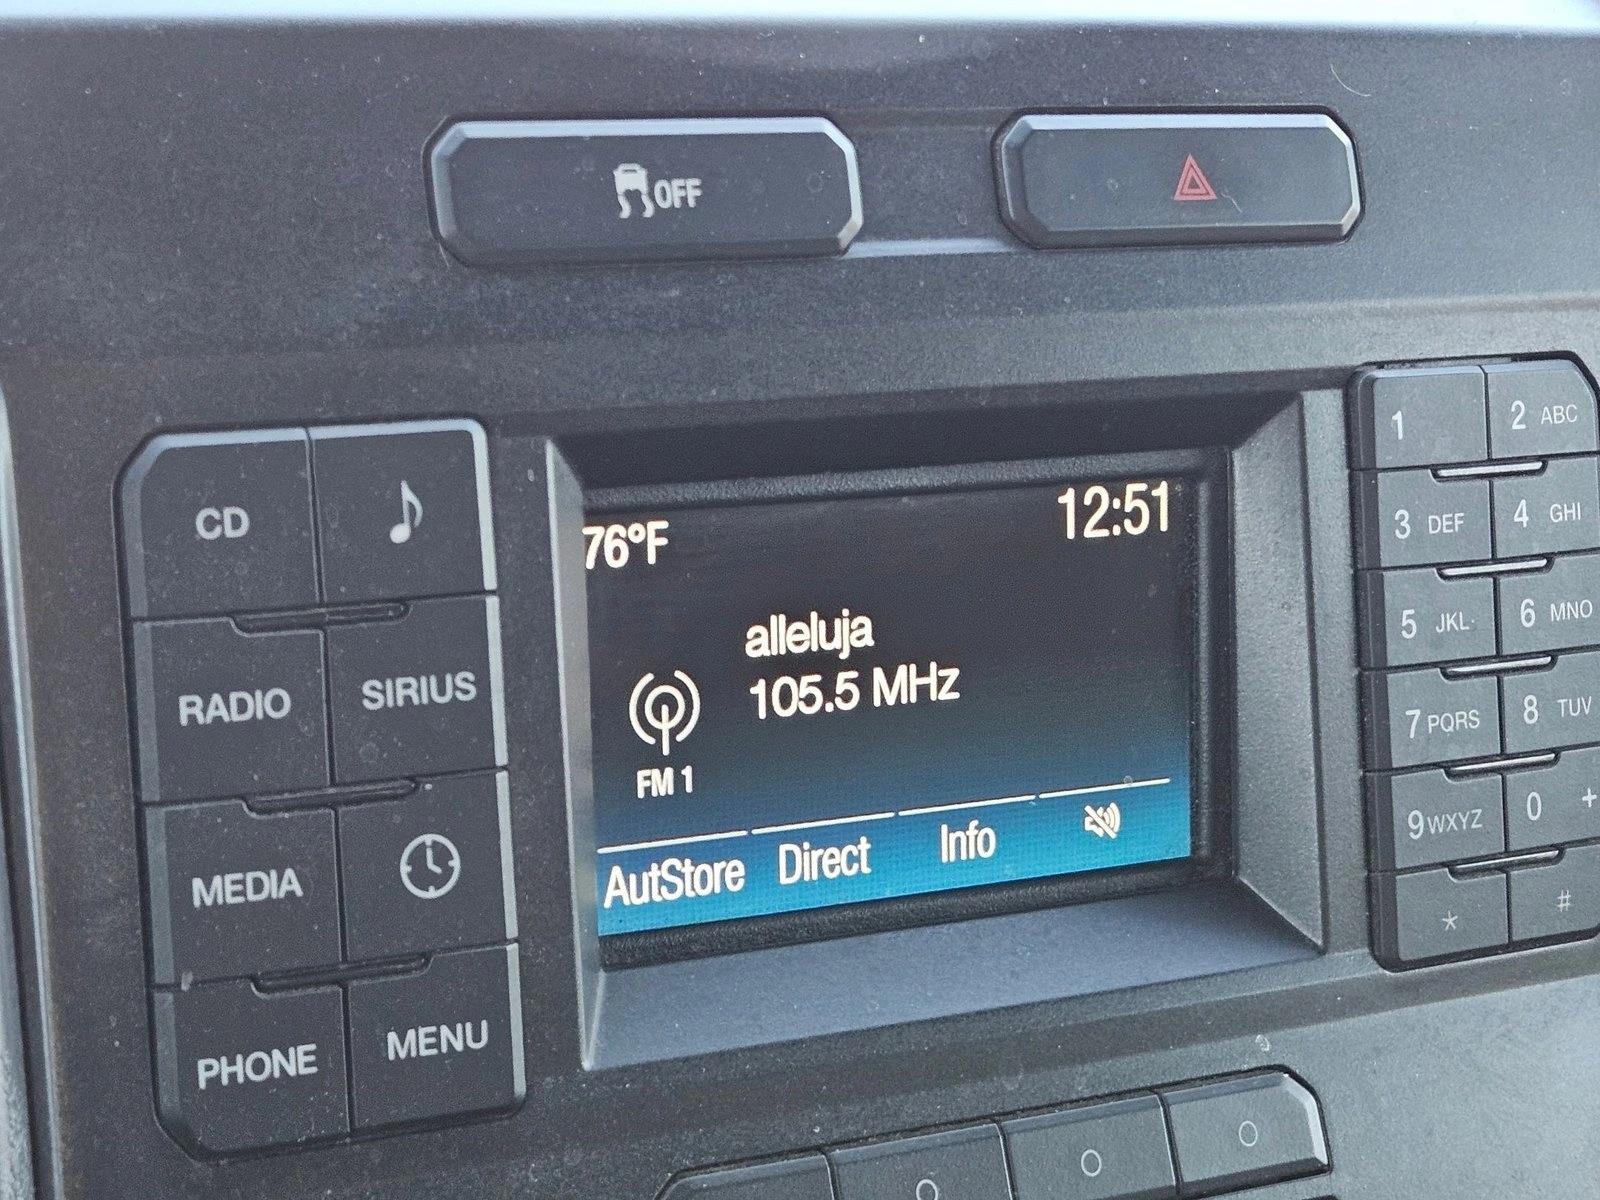 OFF
76°F
12:51
alleluja
105.5 MHz
FM 1
AutStore
Direct
Info
CD
RADIO
SIRIUS
MEDIA
PHONE
MENU
1
2 ABC
3 DEF
4 GHI
5 JKL
6 MNO
7 PQRS
8 TUV
9 WXYZ
0 +
*
#